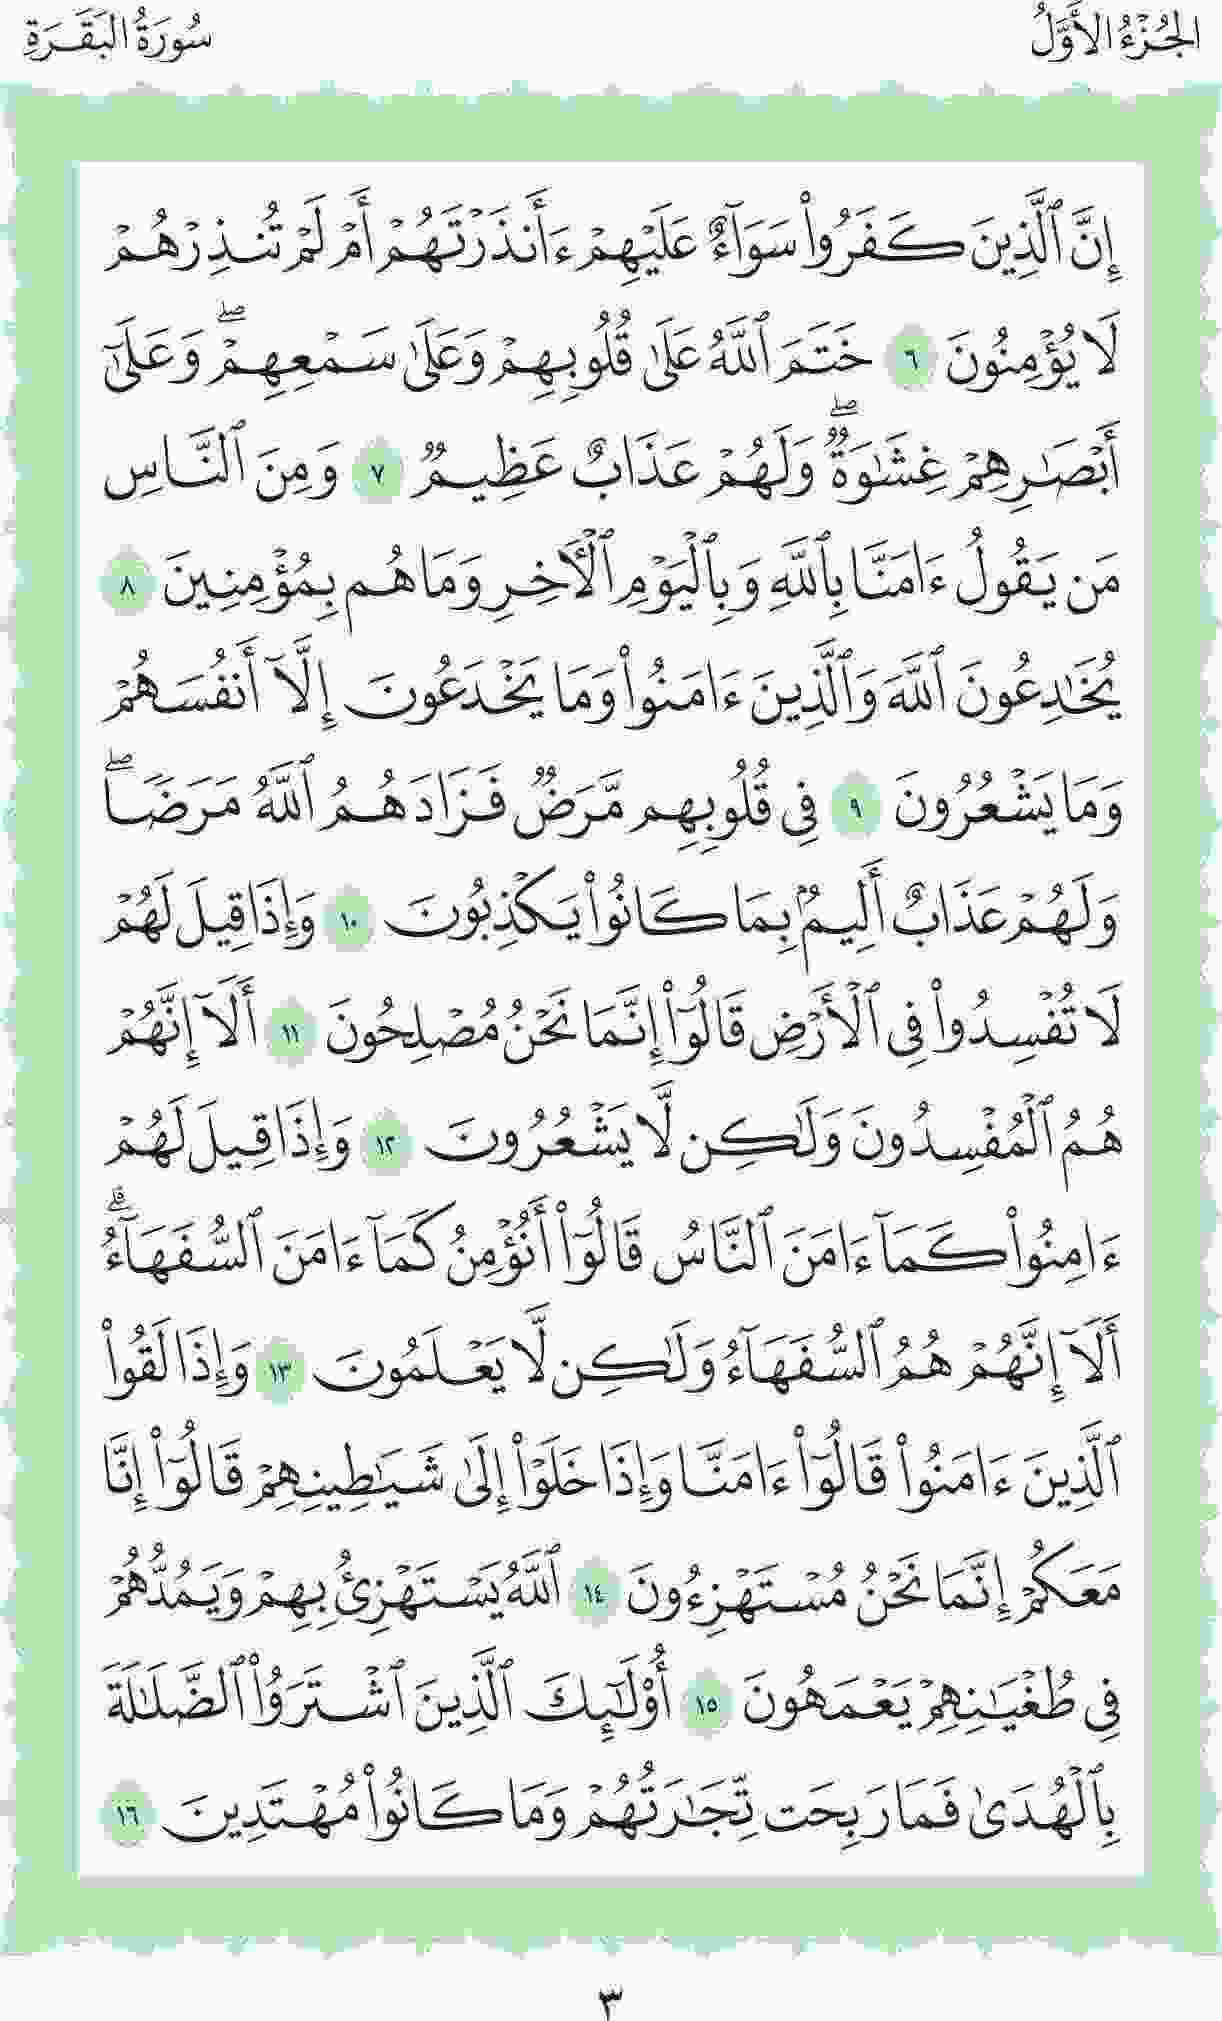 الجُزْءُ الأَوَّلُ
سُورَةُ البَقَرَةِ
إِنَّ ٱلَّذِينَ كَفَرُوا۟ سَوَآءٌ عَلَيْهِمْ ءَأَنذَرْتَهُمْ أَمْ لَمْ تُنذِرْهُمْ
لَا يُؤْمِنُونَ ٦ خَتَمَ ٱللَّهُ عَلَىٰ قُلُوبِهِمْ وَعَلَىٰ سَمْعِهِمْ ۖ وَعَلَىٰٓ
أَبْصَـٰرِهِمْ غِشَـٰوَةٌ ۖ وَلَهُمْ عَذَابٌ عَظِيمٌ ٧ وَمِنَ ٱلنَّاسِ
مَن يَقُولُ ءَامَنَّا بِٱللَّهِ وَبِٱلْيَوْمِ ٱلْـَٔاخِرِ وَمَا هُم بِمُؤْمِنِينَ ٨
يُخَـٰدِعُونَ ٱللَّهَ وَٱلَّذِينَ ءَامَنُوا۟ وَمَا يَخْدَعُونَ إِلَّآ أَنفُسَهُمْ
وَمَا يَشْعُرُونَ ٩ فِى قُلُوبِهِم مَّرَضٌ فَزَادَهُمُ ٱللَّهُ مَرَضًا ۖ
وَلَهُمْ عَذَابٌ أَلِيمٌۢ بِمَا كَانُوا۟ يَكْذِبُونَ ١٠ وَإِذَا قِيلَ لَهُمْ
لَا تُفْسِدُوا۟ فِى ٱلْأَرْضِ قَالُوٓا۟ إِنَّمَا نَحْنُ مُصْلِحُونَ ١١ أَلَآ إِنَّهُمْ
هُمُ ٱلْمُفْسِدُونَ وَلَـٰكِن لَّا يَشْعُرُونَ ١٢ وَإِذَا قِيلَ لَهُمْ
ءَامِنُوا۟ كَمَآ ءَامَنَ ٱلنَّاسُ قَالُوٓا۟ أَنُؤْمِنُ كَمَآ ءَامَنَ ٱلسُّفَهَآءُ ۗ
أَلَآ إِنَّهُمْ هُمُ ٱلسُّفَهَآءُ وَلَـٰكِن لَّا يَعْلَمُونَ ١٣ وَإِذَا لَقُوا۟
ٱلَّذِينَ ءَامَنُوا۟ قَالُوٓا۟ ءَامَنَّا وَإِذَا خَلَوْا۟ إِلَىٰ شَيَـٰطِينِهِمْ قَالُوٓا۟ إِنَّا
مَعَكُمْ إِنَّمَا نَحْنُ مُسْتَهْزِءُونَ ١٤ ٱللَّهُ يَسْتَهْزِئُ بِهِمْ وَيَمُدُّهُمْ
فِى طُغْيَـٰنِهِمْ يَعْمَهُونَ ١٥ أُو۟لَـٰٓئِكَ ٱلَّذِينَ ٱشْتَرَوُا۟ ٱلضَّلَـٰلَةَ
بِٱلْهُدَىٰ فَمَا رَبِحَت تِّجَـٰرَتُهُمْ وَمَا كَانُوا۟ مُهْتَدِينَ ١٦
٣